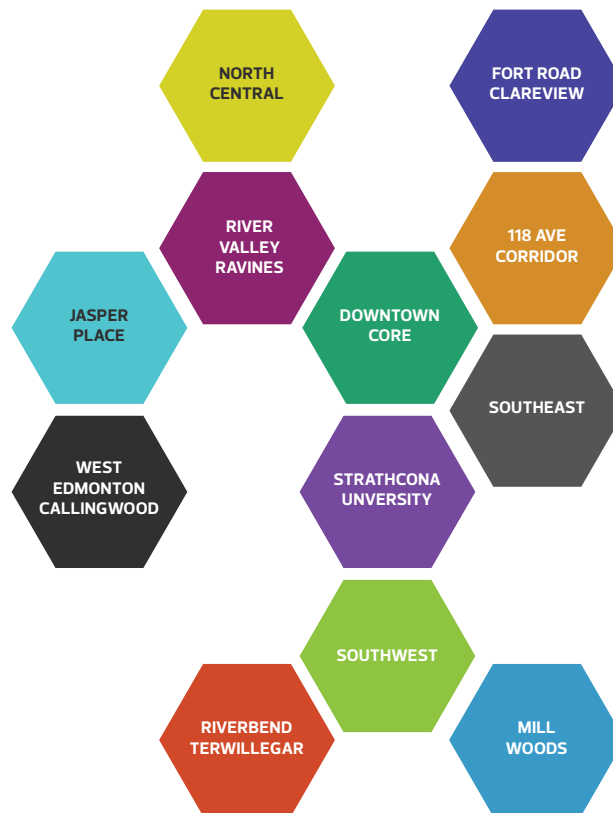 NORTH
CENTRAL
FORT ROAD
CLAREVIEW
RIVER
VALLEY
RAVINES
118 AVE
CORRIDOR
JASPER
PLACE
DOWNTOWN
CORE
SOUTHEAST
WEST
EDMONTON
CALLINGWOOD
STRATHCONA
UNVERSITY
SOUTHWEST
RIVERBEND
TERWILLEGAR
MILL
WOODS